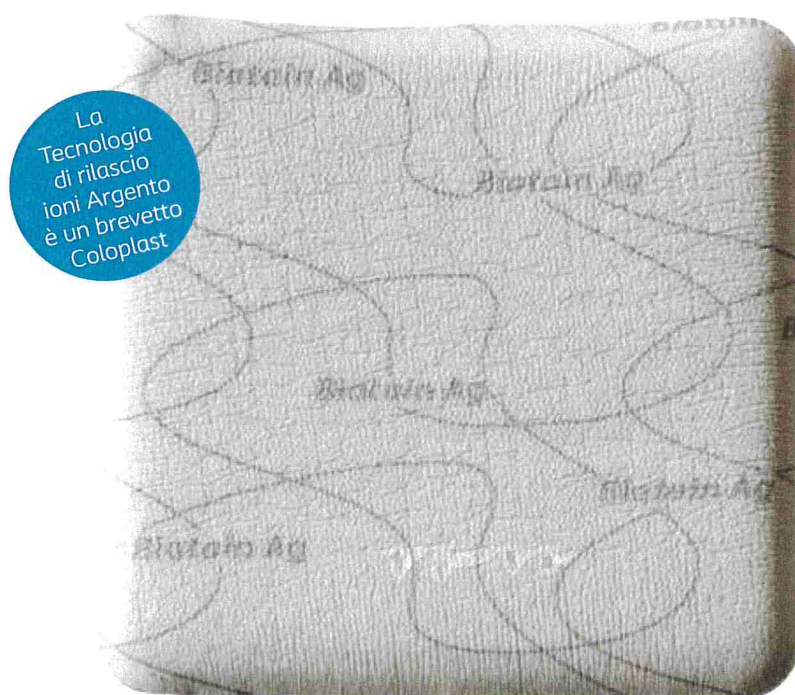 Biatain
Biatain Ag
La
Tecnologia
di rilascio
ioni Argento
è un brevetto
Coloplast
Biatain Ag
Biatain Ag
Biatain Ag
Biatain Ag